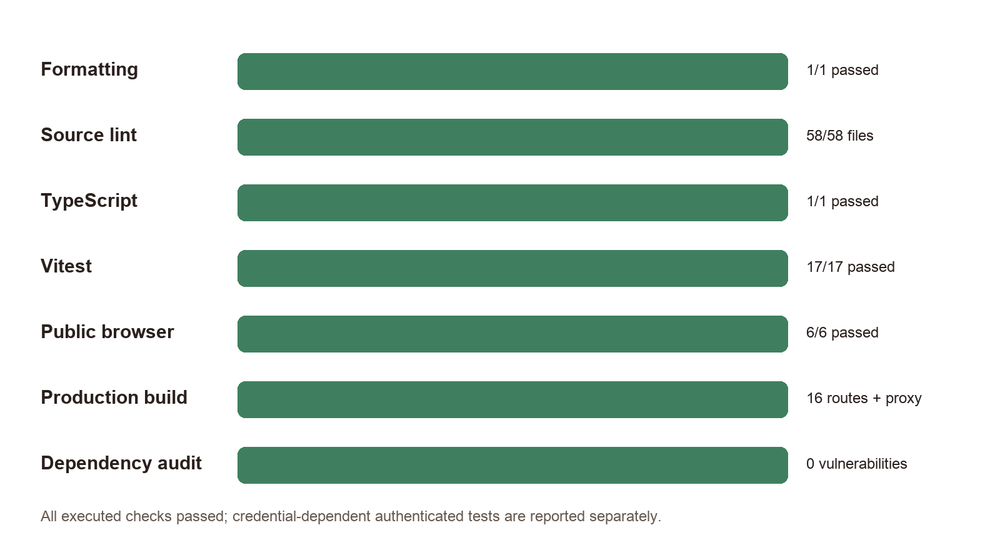 Formatting 1/1 passed
Source lint 58/58 files
TypeScript 1/1 passed
Vitest 17/17 passed
Public browser 6/6 passed
Production build 16 routes + proxy
Dependency audit 0 vulnerabilities
All executed checks passed; credential-dependent authenticated tests are reported separately.